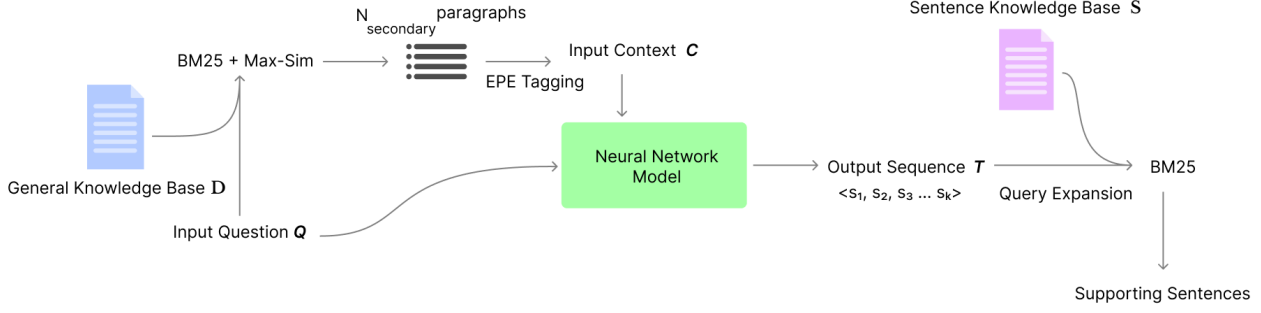 Sentence Knowledge Base S
N secondary paragraphs
BM25 + Max-Sim
Input Context C
EPE Tagging
Neural Network
Model
General Knowledge Base D
Input Question Q
Output Sequence T
<s₁, s₂, s₃ ... sₖ>
Query Expansion
BM25
Supporting Sentences